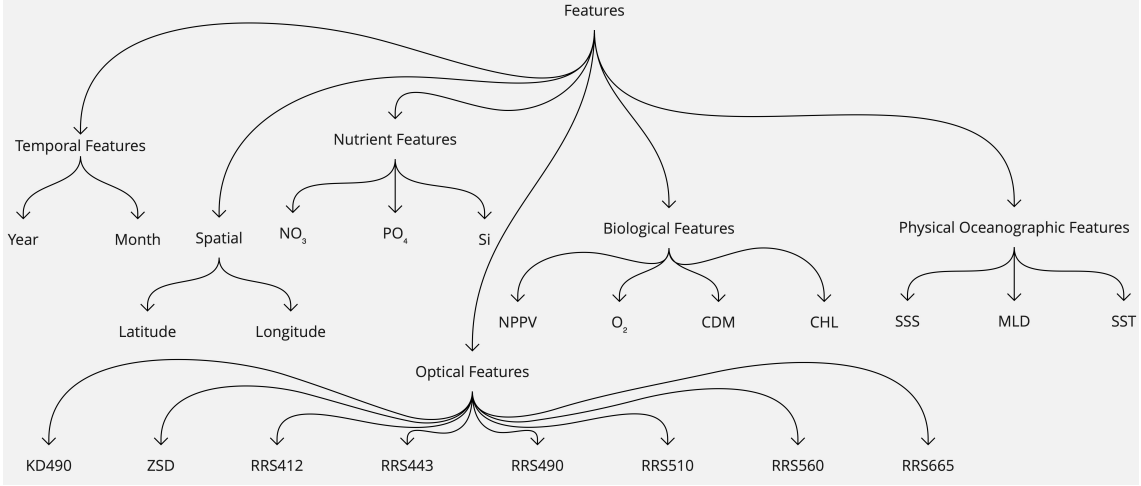 Features
Temporal Features
Nutrient Features
Year
Month
Spatial
NO₃
PO₄
Si
Biological Features
Physical Oceanographic Features
Latitude
Longitude
NPPV
O₂
CDM
CHL
SSS
MLD
SST
Optical Features
KD490
ZSD
RRS412
RRS443
RRS490
RRS510
RRS560
RRS665